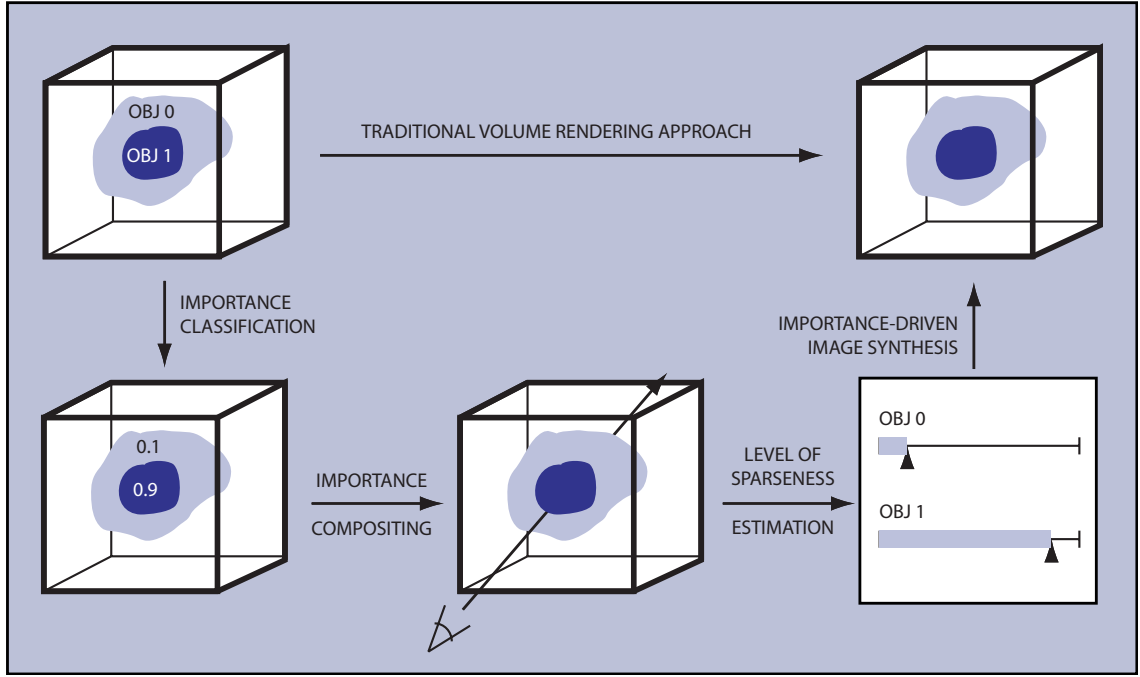 OBJ 0
OBJ 1
TRADITIONAL VOLUME RENDERING APPROACH
IMPORTANCE
CLASSIFICATION
IMPORTANCE-DRIVEN
IMAGE SYNTHESIS
0.1
0.9
IMPORTANCE
COMPOSITING
LEVEL OF
SPARSENESS
ESTIMATION
OBJ 0
OBJ 1